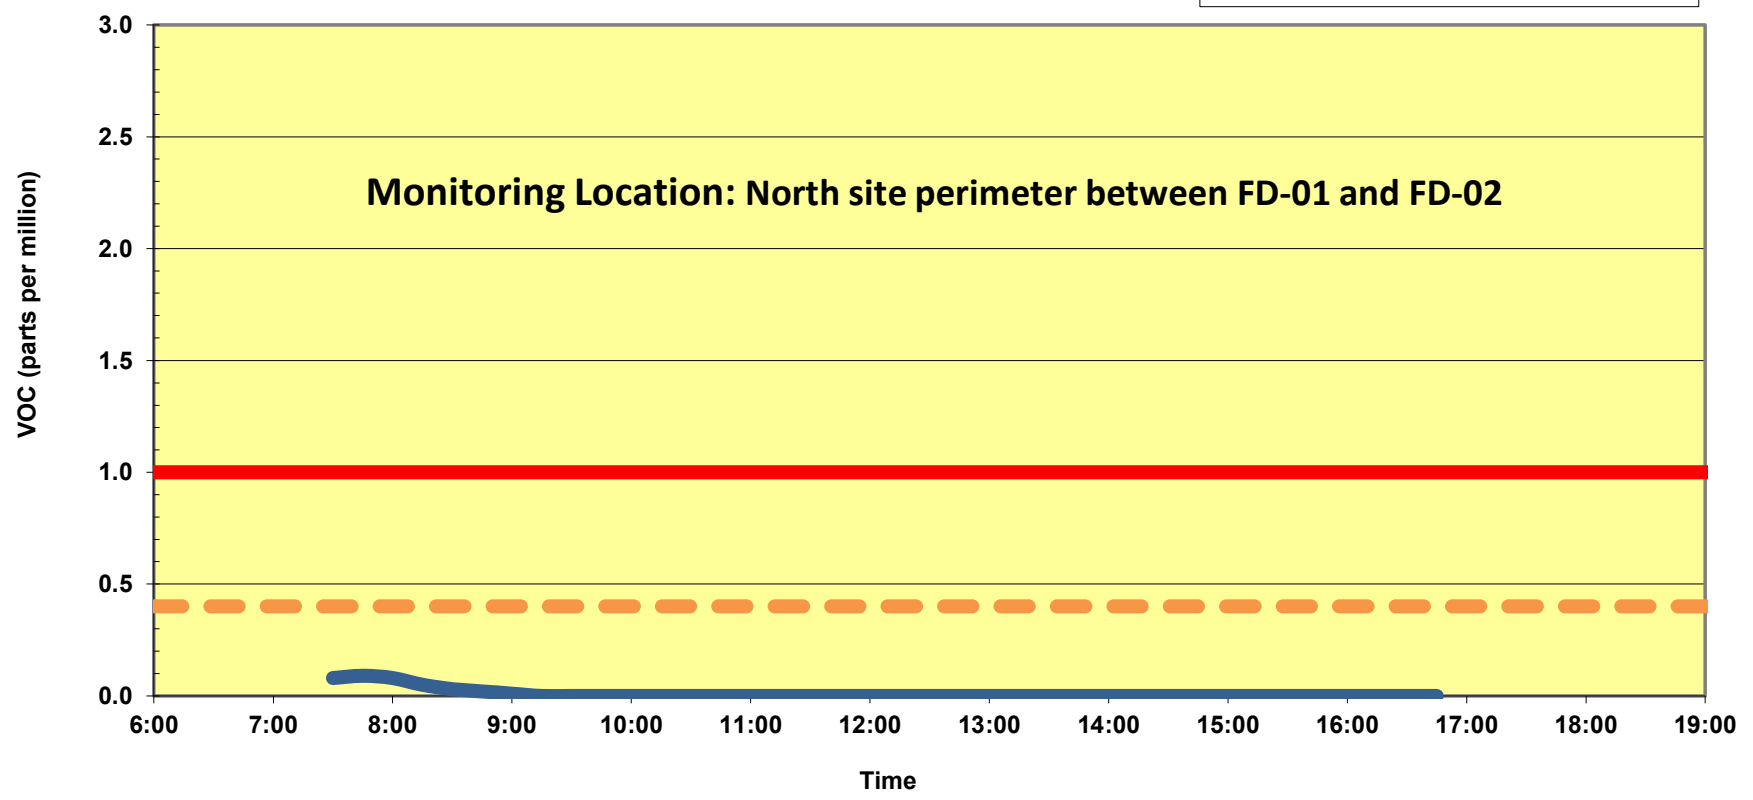 3.0
2.5
Monitoring Location: North site perimeter between FD-01 and FD-02
2.0
VOC (parts per million)
1.5
1.0
0.5
0.0
6:00 7:00 8:00 9:00 10:00 11:00 12:00 13:00 14:00 15:00 16:00 17:00 18:00 19:00
Time